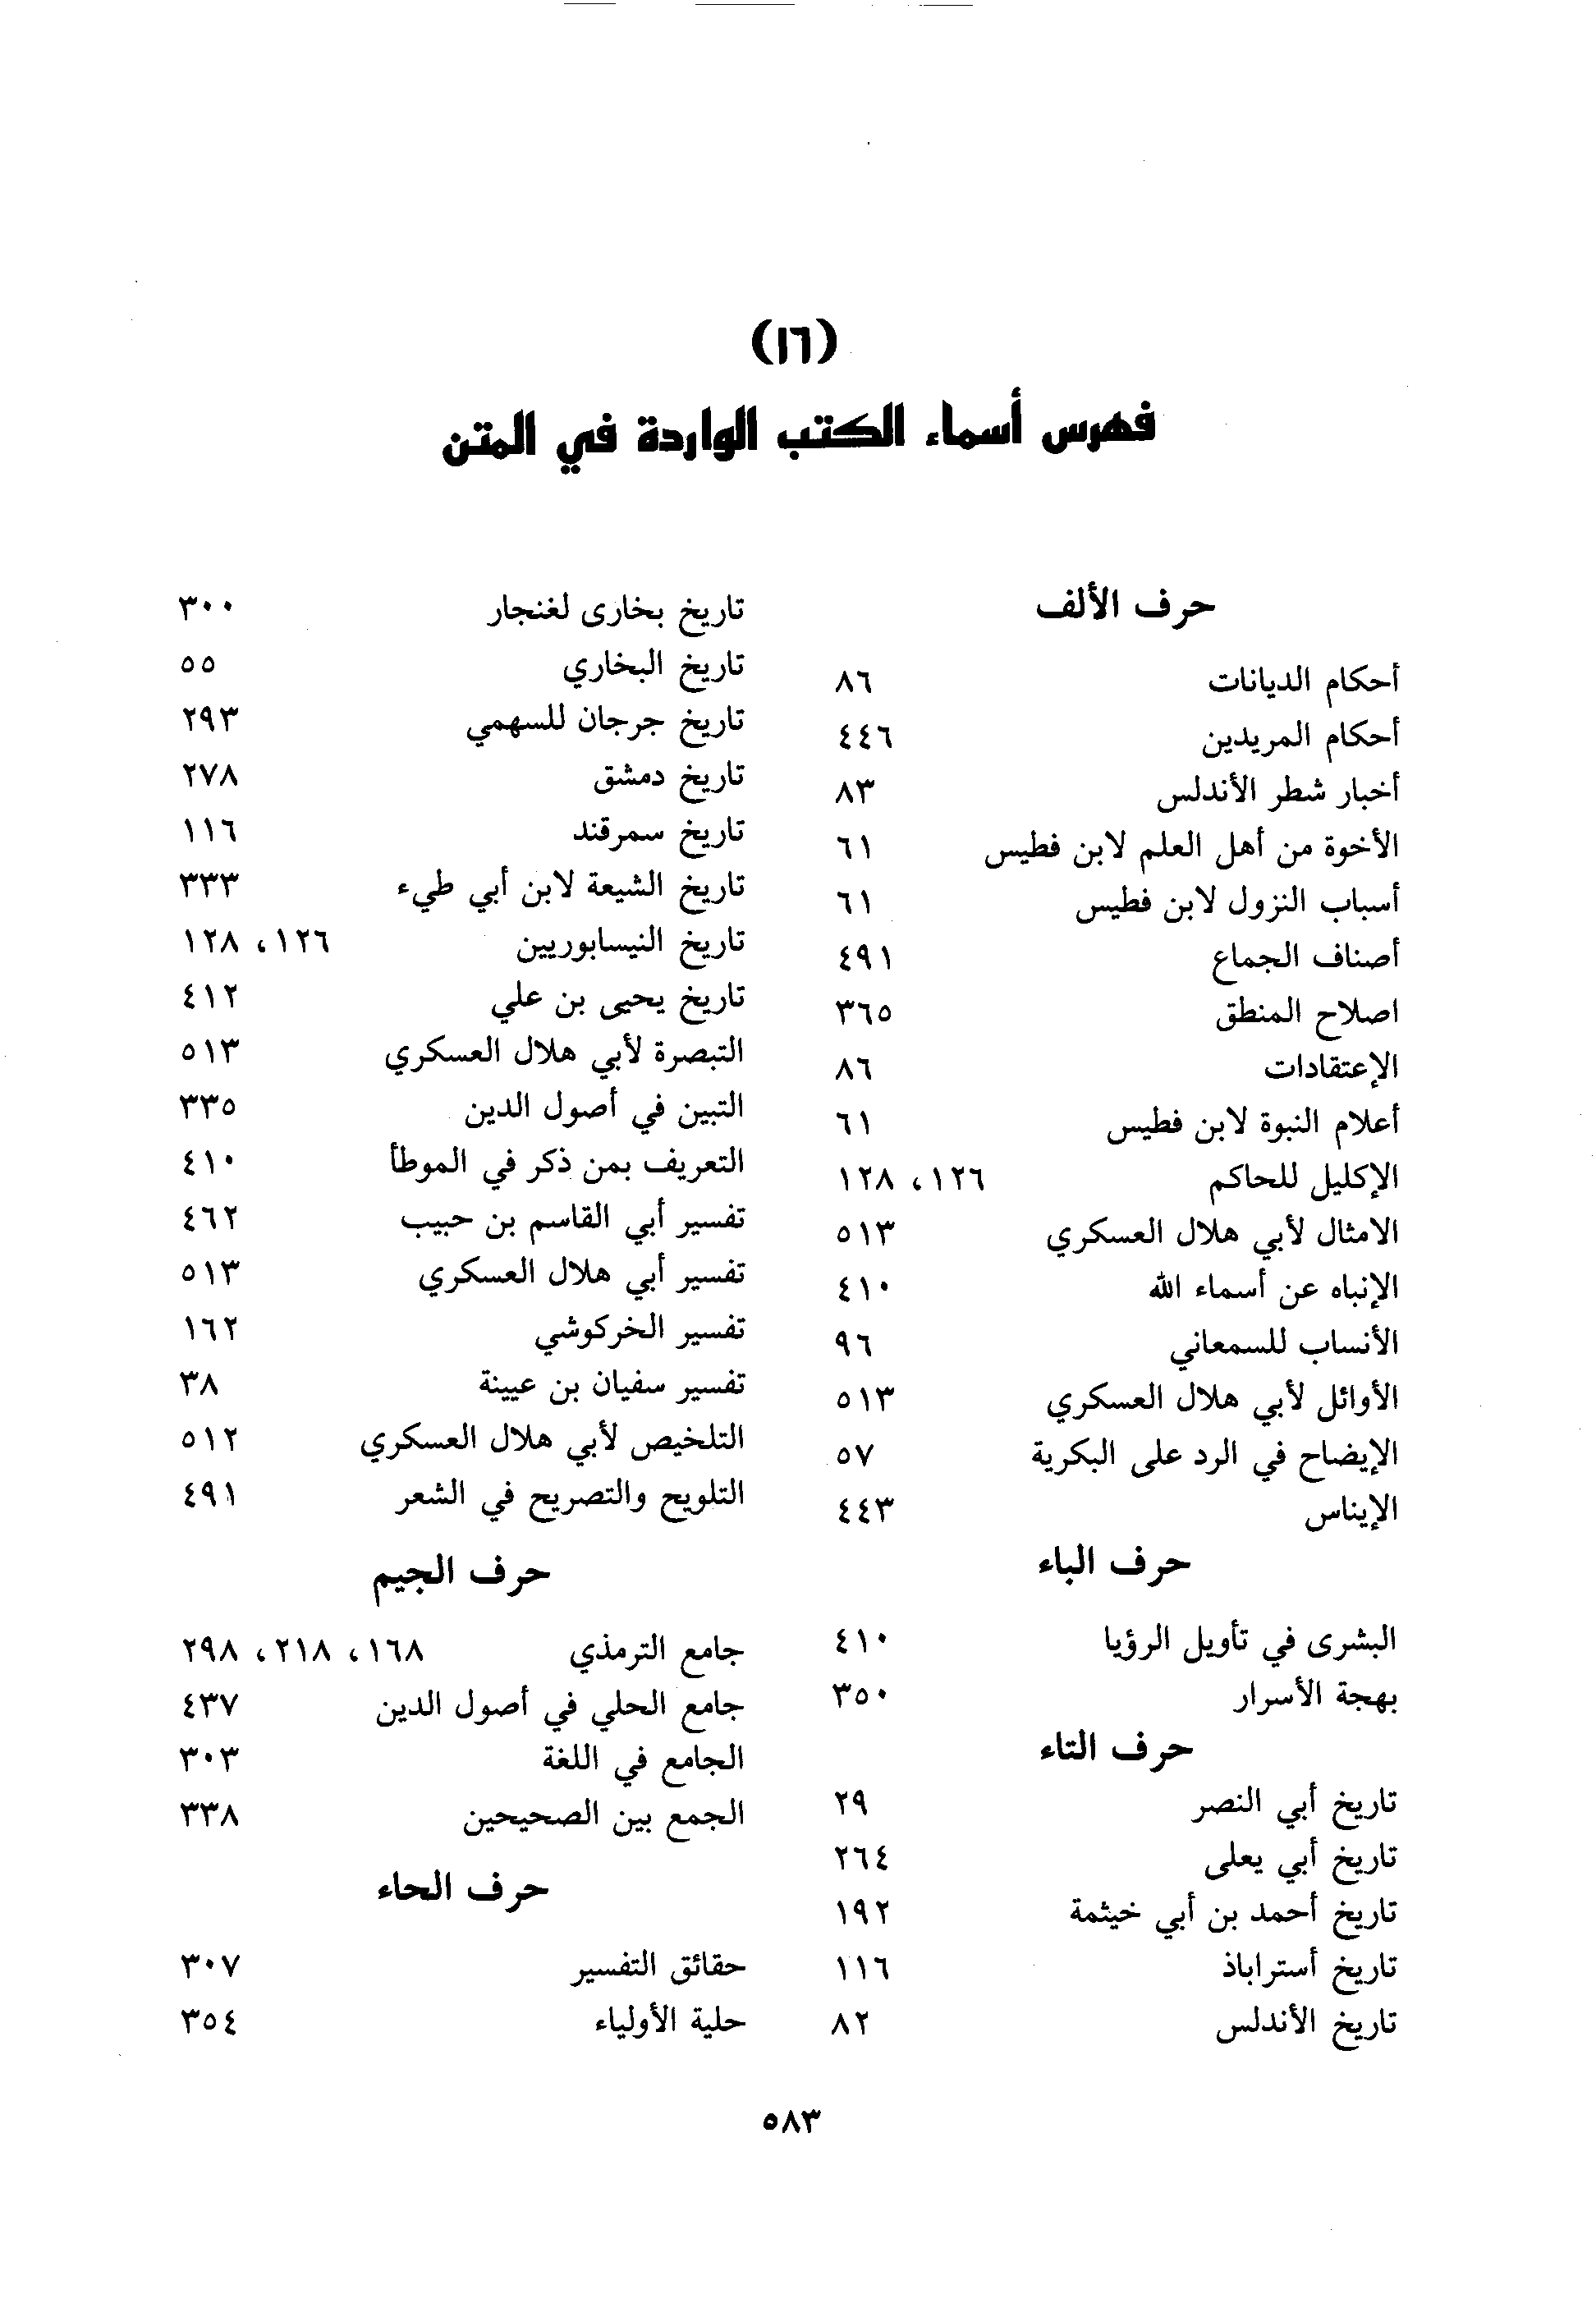 (١٦)
فهرس أسماء الكتب الواردة في المتن
حرف الألف
أحكام الديانات ٨٦
أحكام المريدين ٤٤٦
أخبار شطر الأندلس ٨٣
الأخوة من أهل العلم لابن فطيس ٦١
أسباب النزول لابن فطيس ٦١
أصناف الجماع ٤٩١
اصلاح المنطق ٣٦٥
الإعتقادات ٨٦
أعلام النبوة لابن فطيس ٦١
الإكليل للحاكم ١٢٦، ١٢٨
الامثال لأبي هلال العسكري ٥١٣
الإنباه عن أسماء الله ٤١٠
الأنساب للسمعاني ٩٦
الأوائل لأبي هلال العسكري ٥١٣
الإيضاح في الرد على البكرية ٥٧
الإيناس ٤٤٣
حرف الباء
البشرى في تأويل الرؤيا ٤١٠
بهجة الأسرار ٣٥٠
حرف التاء
تاريخ أبي النصر ٢٩
تاريخ أبي يعلى ٢٦٤
تاريخ أحمد بن أبي خيثمة ١٩٢
تاريخ أستراباذ ١١٦
تاريخ الأندلس ٨٢
تاريخ بخارى لغنجار ٣٠٠
تاريخ البخاري ٥٥
تاريخ جرجان للسهمي ٢٩٣
تاريخ دمشق ٢٧٨
تاريخ سمرقند ١١٦
تاريخ الشيعة لابن أبي طيء ٣٣٣
تاريخ النيسابوريين ١٢٦، ١٢٨
تاريخ يحيى بن علي ٤١٢
التبصرة لأبي هلال العسكري ٥١٣
التبين في أصول الدين ٣٣٥
التعريف بمن ذكر في الموطأ ٤١٠
تفسير أبي القاسم بن حبيب ٤٦٢
تفسير أبي هلال العسكري ٥١٣
تفسير الخركوشي ١٦٢
تفسير سفيان بن عيينة ٣٨
التلخيص لأبي هلال العسكري ٥١٢
التلويح والتصريح في الشعر ٤٩١
حرف الجيم
جامع الترمذي ١٦٨، ٢١٨، ٢٩٨
جامع الحلي في أصول الدين ٤٣٧
الجامع في اللغة ٣٠٣
الجمع بين الصحيحين ٣٣٨
حرف الحاء
حقائق التفسير ٣٠٧
حلية الأولياء ٣٥٤
٥٨٣